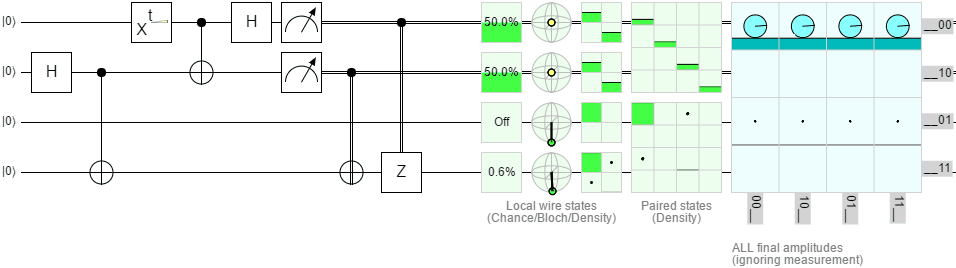 |0⟩ X^t H 50.0% __00
|0⟩ H 50.0% __10
|0⟩ Off __01
|0⟩ Z 0.6% __11
00__ 10__ 01__ 11__
Local wire states
(Chance/Bloch/Density)
Paired states
(Density)
ALL final amplitudes
(ignoring measurement)